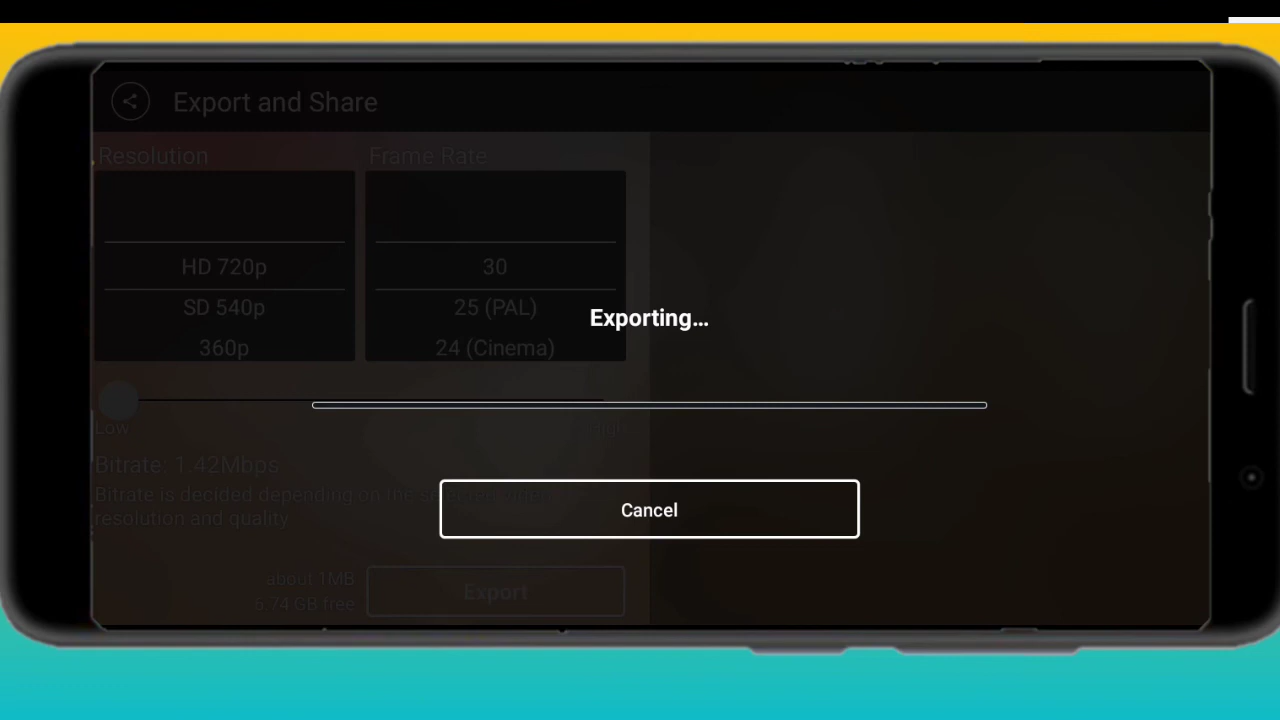 Export and Share
Resolution
Frame Rate
HD 720p
30
SD 540p
25 (PAL)
360p
24 (Cinema)
Exporting...
Low
High
Bitrate: 1.42Mbps
Bitrate is decided depending on the
resolution and quality
Cancel
about 1MB
5.74 GB free
Export